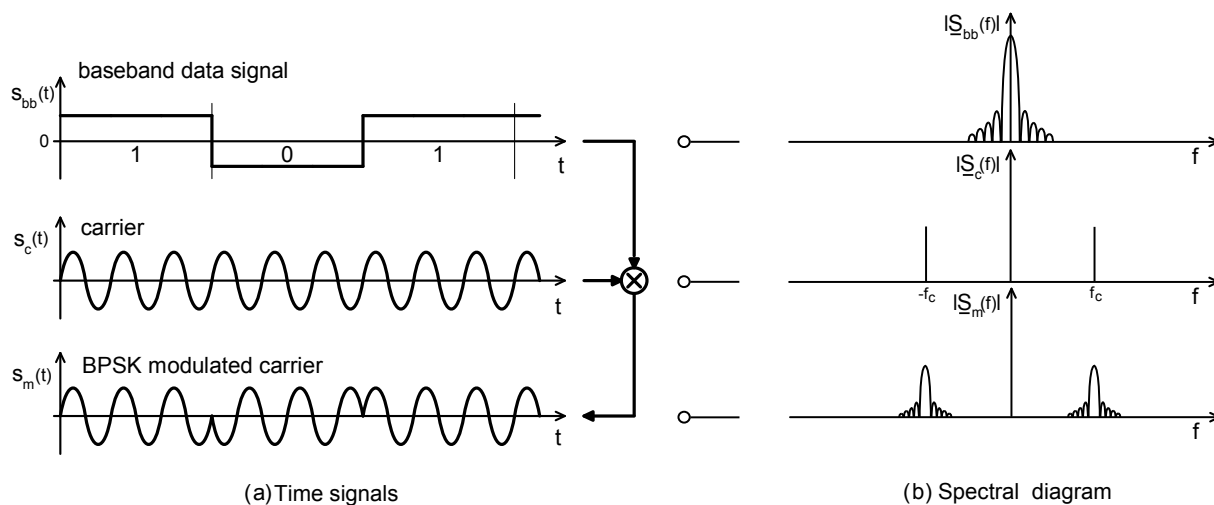 baseband data signal
s_bb(t)
0
1 0 1
t
carrier
s_c(t)
t
BPSK modulated carrier
s_m(t)
t
(a) Time signals
|S_bb(f)|
f
|S_c(f)|
-f_c f_c
f
|S_m(f)|
f
(b) Spectral diagram